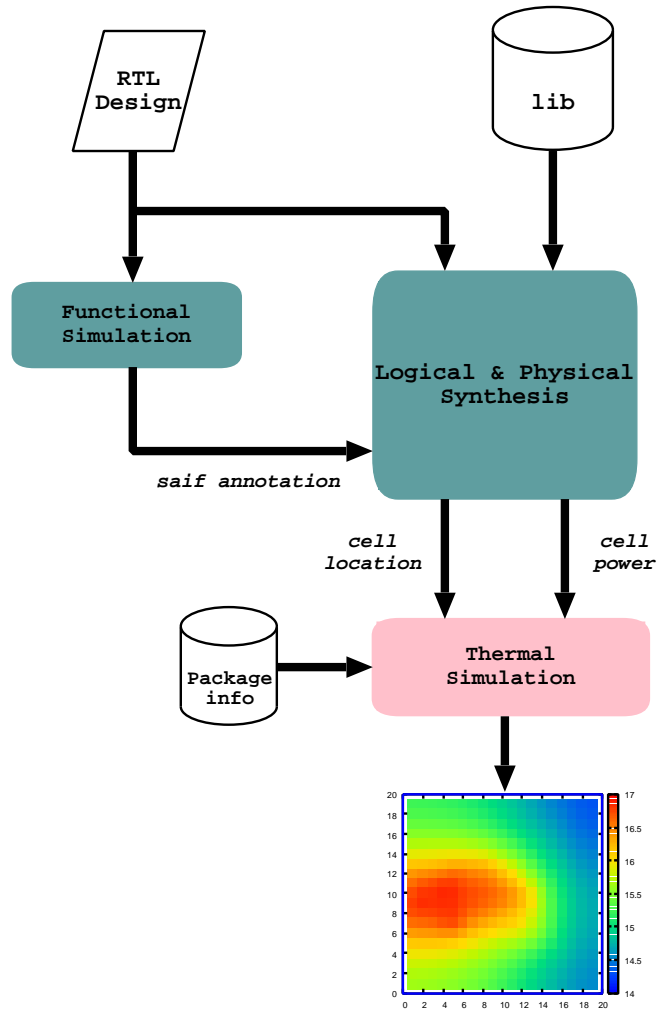 RTL
Design
lib
Functional
Simulation
Logical & Physical
Synthesis
saif annotation
cell
location
cell
power
Package
info
Thermal
Simulation
20
18
16
14
12
10
8
6
4
2
0
0 2 4 6 8 10 12 14 16 18 20
17
16.5
16
15.5
15
14.5
14